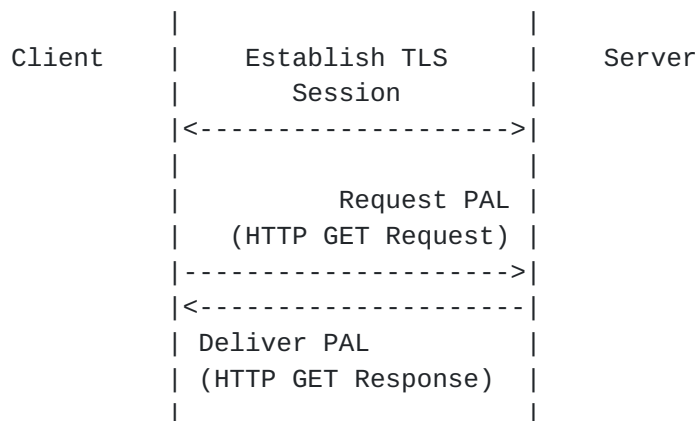 Client Establish TLS Server
Session
Request PAL
(HTTP GET Request)
Deliver PAL
(HTTP GET Response)